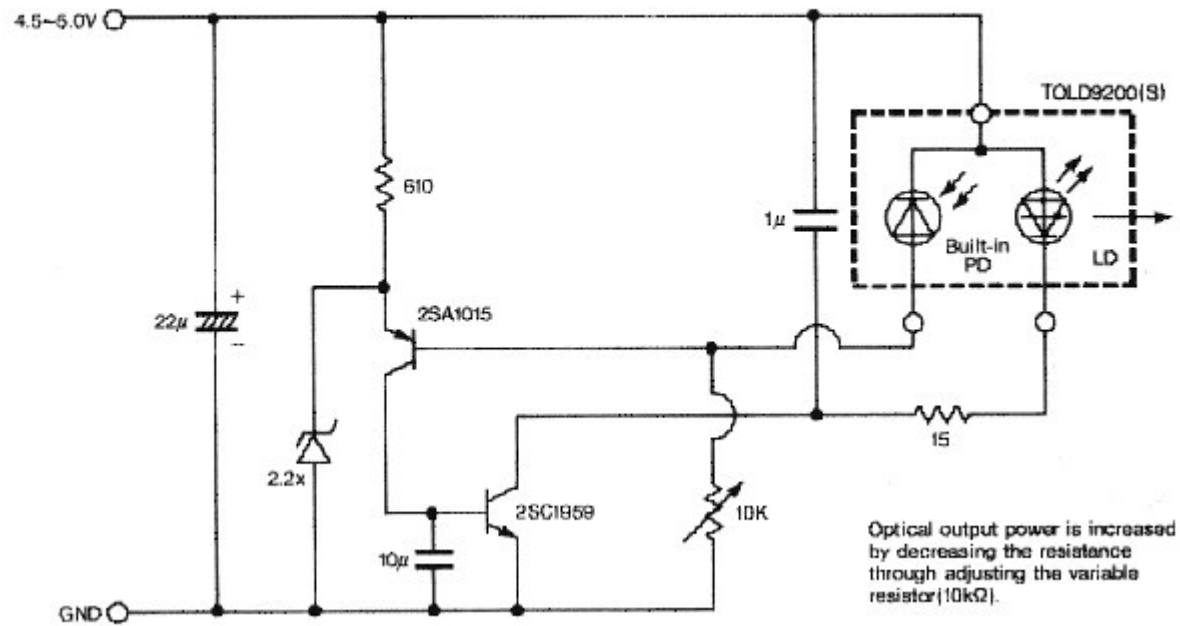 4.5~5.0V
TOLD9200(S)
610
1μ
Built-in
PD
LD
+
22μ
-
2SA1015
15
2.2x
2SC1959
10K
10μ
Optical output power is increased
by decreasing the resistance
through adjusting the variable
resistor(10kΩ).
GND